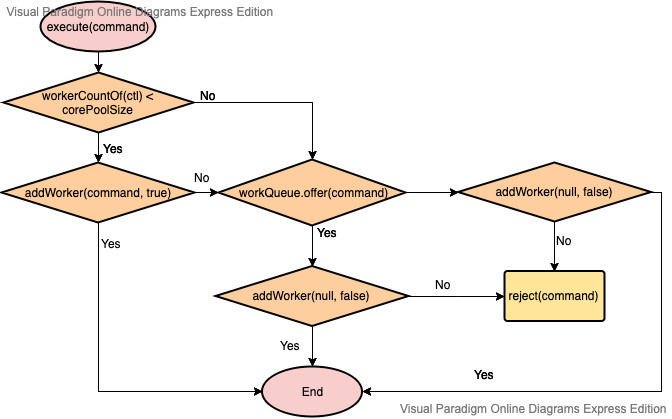 Visual Paradigm Online Diagrams Express Edition
execute(command)
workerCountOf(ctl) <
corePoolSize
No
Yes
addWorker(command, true)
No
workQueue.offer(command)
addWorker(null, false)
Yes
Yes
No
addWorker(null, false)
No
reject(command)
Yes
Yes
End
Visual Paradigm Online Diagrams Express Edition